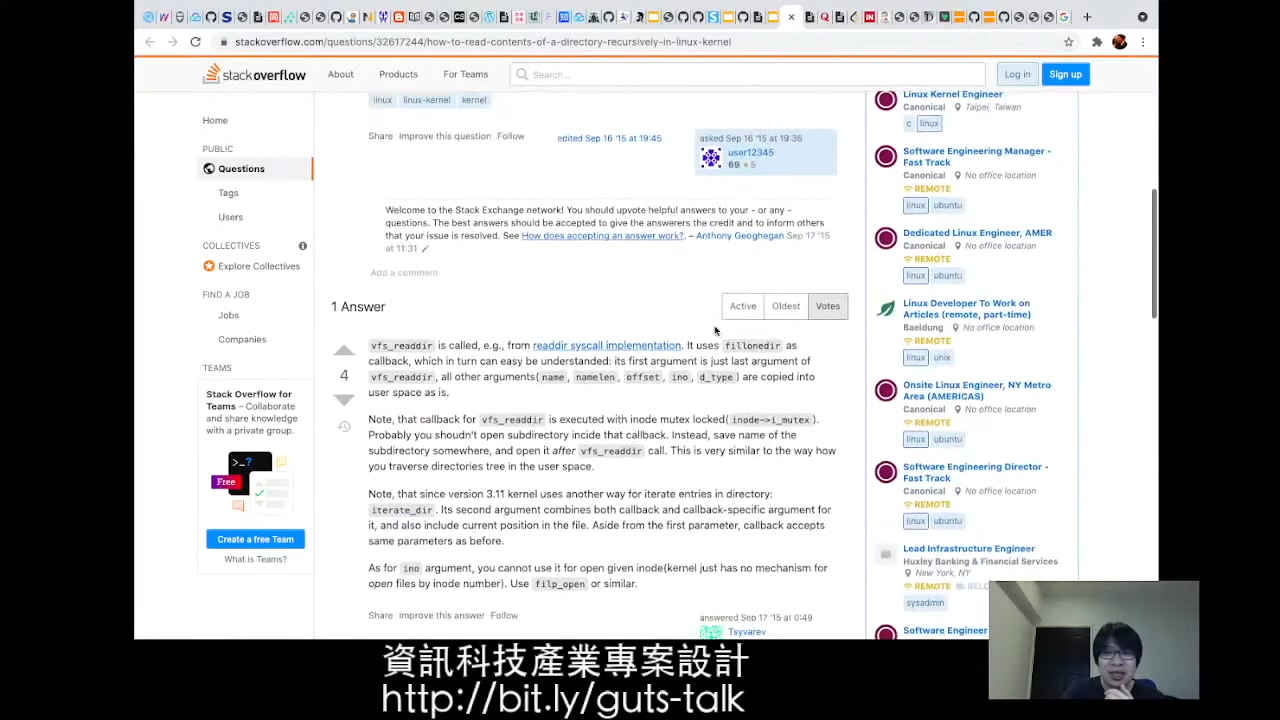 stackoverflow.com/questions/32617244/how-to-read-contents-of-a-directory-recursively-in-linux-kernel
stackoverflow
About
Products
For Teams
Search...
Log in
Sign up
Home
PUBLIC
Questions
Tags
Users
COLLECTIVES
Explore Collectives
FIND A JOB
Jobs
Companies
TEAMS
Stack Overflow for
Teams – Collaborate
and share knowledge
with a private group.
>_?
Free
Create a free Team
What is Teams?
linux linux-kernel kernel
Share Improve this question Follow
edited Sep 16 '15 at 19:45
asked Sep 16 '15 at 19:36
user12345
69 5
Welcome to the Stack Exchange network! You should upvote helpful answers to your - or any -
questions. The best answers should be accepted to give the answerers the credit and to inform others
that your issue is resolved. See How does accepting an answer work?. – Anthony Geoghegan Sep 17 '15
at 11:31
Add a comment
1 Answer
Active Oldest Votes
4
vfs_readdir is called, e.g., from readdir syscall implementation. It uses fillonedir as
callback, which in turn can easy be understanded: its first argument is just last argument of
vfs_readdir, all other arguments(name, namelen, offset, ino, d_type) are copied into
user space as is.
Note, that callback for vfs_readdir is executed with inode mutex locked(inode->i_mutex).
Probably you shoudn't open subdirectory incide that callback. Instead, save name of the
subdirectory somewhere, and open it after vfs_readdir call. This is very similar to the way how
you traverse directories tree in the user space.
Note, that since version 3.11 kernel uses another way for iterate entries in directory:
iterate_dir. Its second argument combines both callback and callback-specific argument for
it, and also include current position in the file. Aside from the first parameter, callback accepts
same parameters as before.
As for ino argument, you cannot use it for open given inode(kernel just has no mechanism for
open files by inode number). Use filp_open or similar.
Share Improve this answer Follow
answered Sep 17 '15 at 0:49
Tsyvarev
Linux Kernel Engineer
Canonical Taipei, Taiwan
c linux
Software Engineering Manager -
Fast Track
Canonical No office location
REMOTE
linux ubuntu
Dedicated Linux Engineer, AMER
Canonical No office location
REMOTE
linux ubuntu
Linux Developer To Work on
Articles (remote, part-time)
Baeldung No office location
REMOTE
linux unix
Onsite Linux Engineer, NY Metro
Area (AMERICAS)
Canonical No office location
REMOTE
linux ubuntu
Software Engineering Director -
Fast Track
Canonical No office location
REMOTE
linux ubuntu
Lead Infrastructure Engineer
Huxley Banking & Financial Services
New York, NY
REMOTE
sysadmin
Software Engineer
資訊科技產業專案設計
http://bit.ly/guts-talk